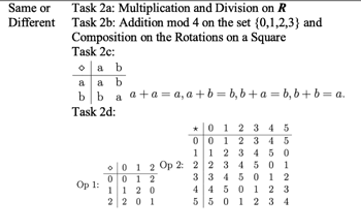 Same or Task 2a: Multiplication and Division on R
Different Task 2b: Addition mod 4 on the set {0,1,2,3} and
Composition on the Rotations on a Square
Task 2c:
⋄ a b
a a b
b b a a + a = a, a + b = b, b + a = b, b + b = a.
Task 2d:
Op 1:
⋄ 0 1 2
0 0 1 2
1 1 2 0
2 2 0 1
Op 2:
⋆ 0 1 2 3 4 5
0 0 1 2 3 4 5
1 1 2 3 4 5 0
2 2 3 4 5 0 1
3 3 4 5 0 1 2
4 4 5 0 1 2 3
5 5 0 1 2 3 4